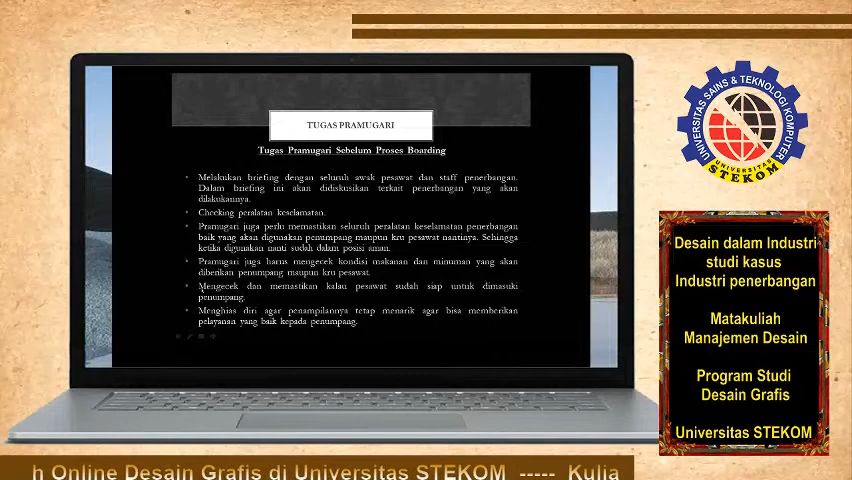 TUGAS PRAMUGARI
Tugas Pramugari Sebelum Proses Boarding
Melakukan briefing dengan seluruh awak pesawat dan staff penerbangan.
Dalam briefing ini akan didiskusikan terkait penerbangan yang akan
dilakukannya.
Checking peralatan keselamatan.
Pramugari juga perlu memastikan seluruh peralatan keselamatan penerbangan
baik yang akan digunakan penumpang maupun kru pesawat nantinya. Sehingga
ketika digunakan nanti sudah dalam posisi aman.
Pramugari juga harus mengecek kondisi makanan dan minuman yang akan
diberikan penumpang maupun kru pesawat.
Mengecek dan memastikan kalau pesawat sudah siap untuk dimasuki
penumpang.
Menghias diri agar penampilannya tetap menarik agar bisa memberikan
pelayanan yang baik kepada penumpang.
UNIVERSITAS SAINS & TEKNOLOGI KOMPUTER
UNIVERSITAS
STEKOM
Desain dalam Industri
studi kasus
Industri penerbangan
Matakuliah
Manajemen Desain
Program Studi
Desain Grafis
Universitas STEKOM
h Online Desain Grafis di Universitas STEKOM ----- Kulia